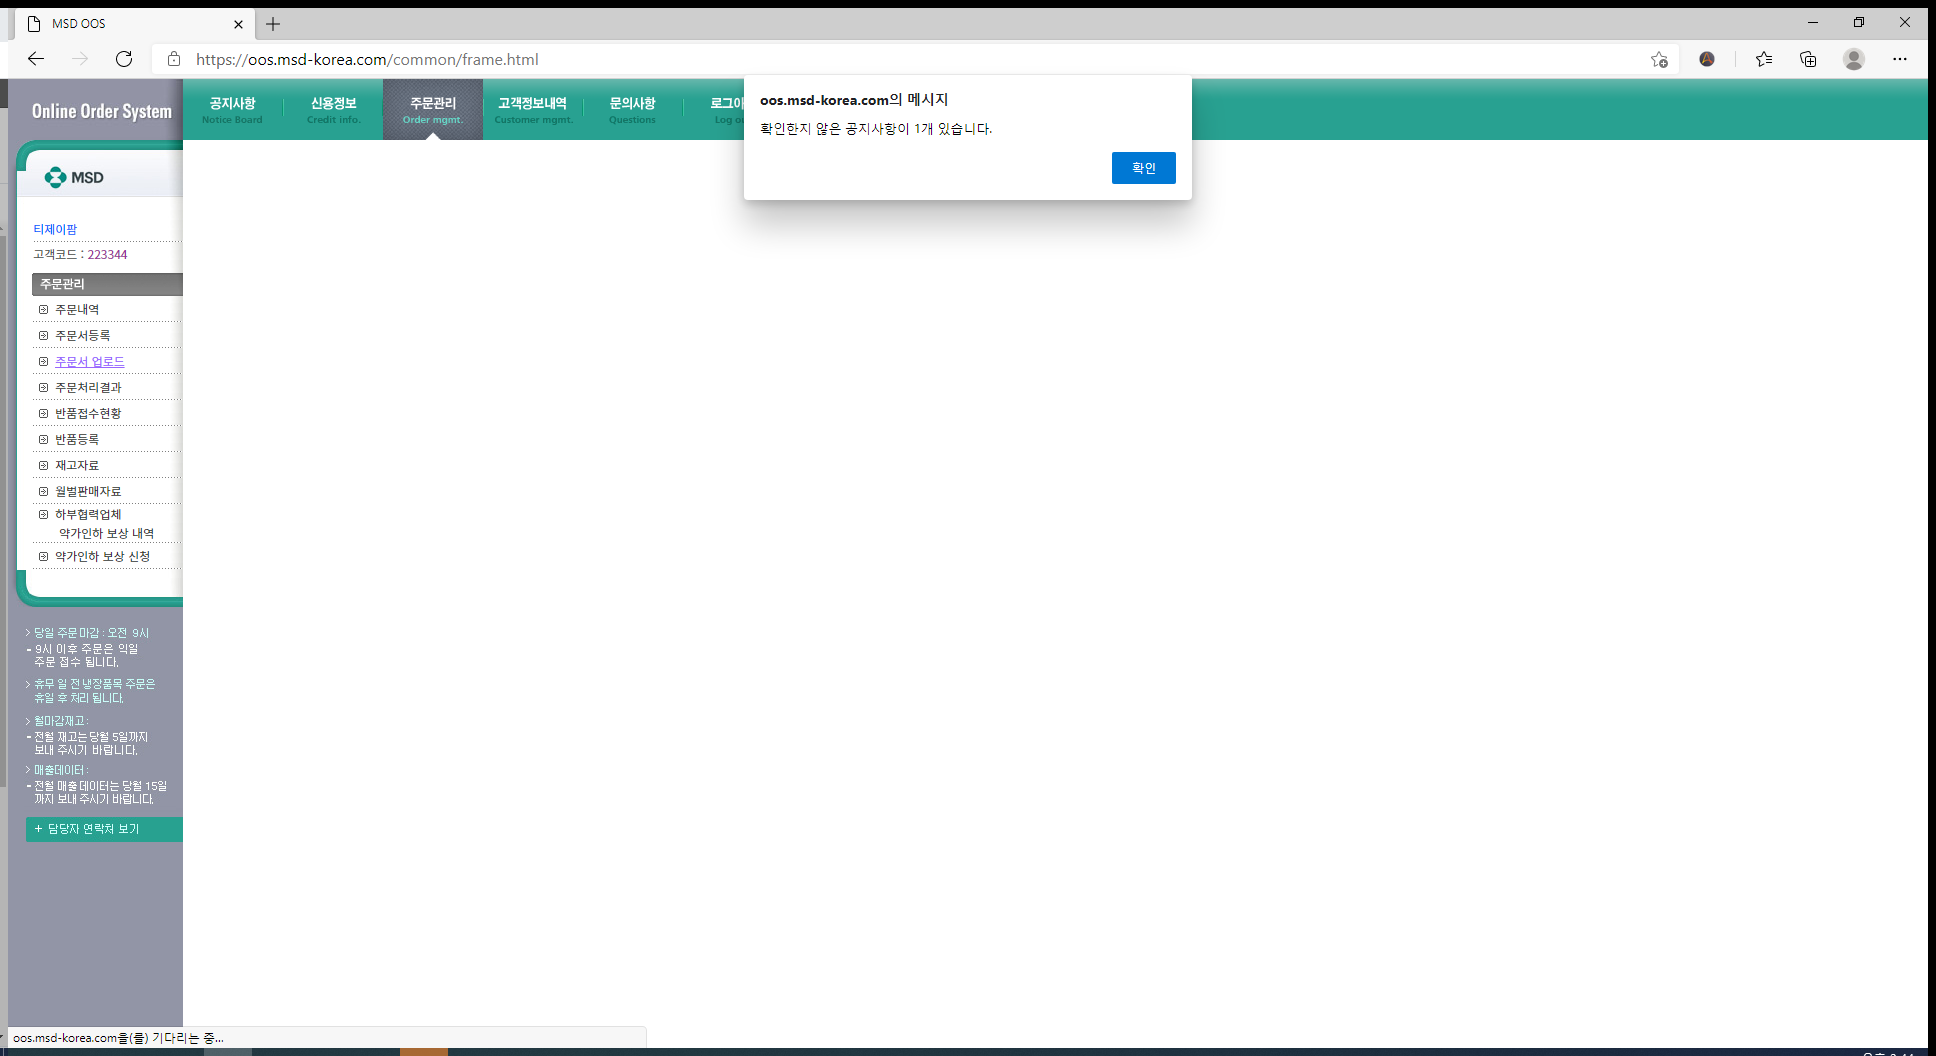 MSD OOS
https://oos.msd-korea.com/common/frame.html
Online Order System
공지사항
Notice Board
신용정보
Credit info.
주문관리
Order mgmt.
고객정보내역
Customer mgmt.
문의사항
Questions
로그아
Log
oos.msd-korea.com의 메시지
확인한지 않은 공지사항이 1개 있습니다.
확인
MSD
티제이팜
고객코드 : 223344
주문관리
주문내역
주문서등록
주문서 업로드
주문처리결과
반품접수현황
반품등록
재고자료
월별판매자료
하부협력업체
약가인하 보상 내역
약가인하 보상 신청
> 당일 주문마감 : 오전 9시
- 9시 이후 주문은 익일
주문 접수 됩니다.
> 휴무 일 전 냉장품목 주문은
휴일 후 처리 됩니다.
> 월마감재고 :
- 전월 재고는 당월 5일까지
보내 주시기 바랍니다.
> 매출데이터 :
- 전월 매출데이터는 당월 15일
까지 보내 주시기 바랍니다.
+ 담당자 연락처 보기
oos.msd-korea.com을(를) 기다리는 중...